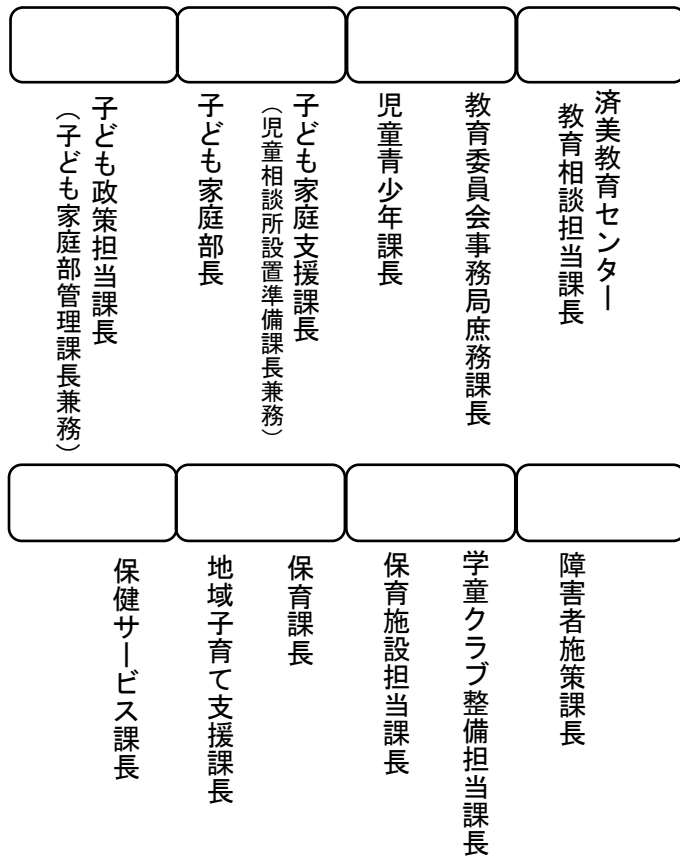 済美教育センター
教育相談担当課長
教育委員会事務局庶務課長
児童青少年課長
子ども家庭支援課長
（児童相談所設置準備課長兼務）
子ども家庭部長
子ども政策担当課長
（子ども家庭部管理課長兼務）
障害者施策課長
学童クラブ整備担当課長
保育施設担当課長
保育課長
地域子育て支援課長
保健サービス課長